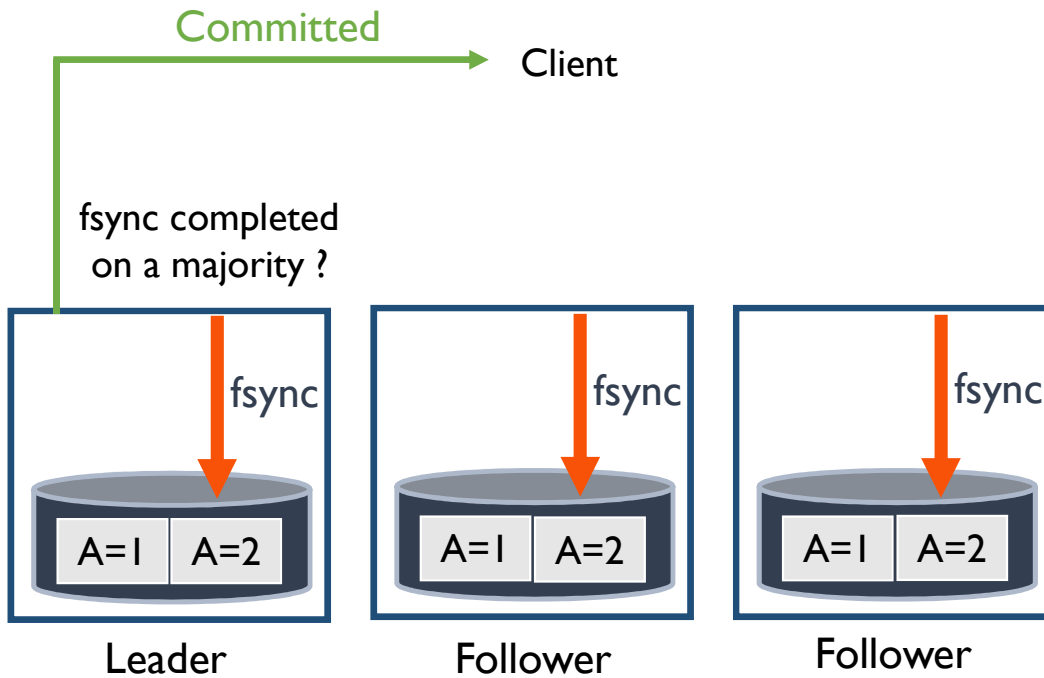 Committed
Client
fsync completed
on a majority ?
fsync
fsync
fsync
A=1 A=2
A=1 A=2
A=1 A=2
Leader
Follower
Follower